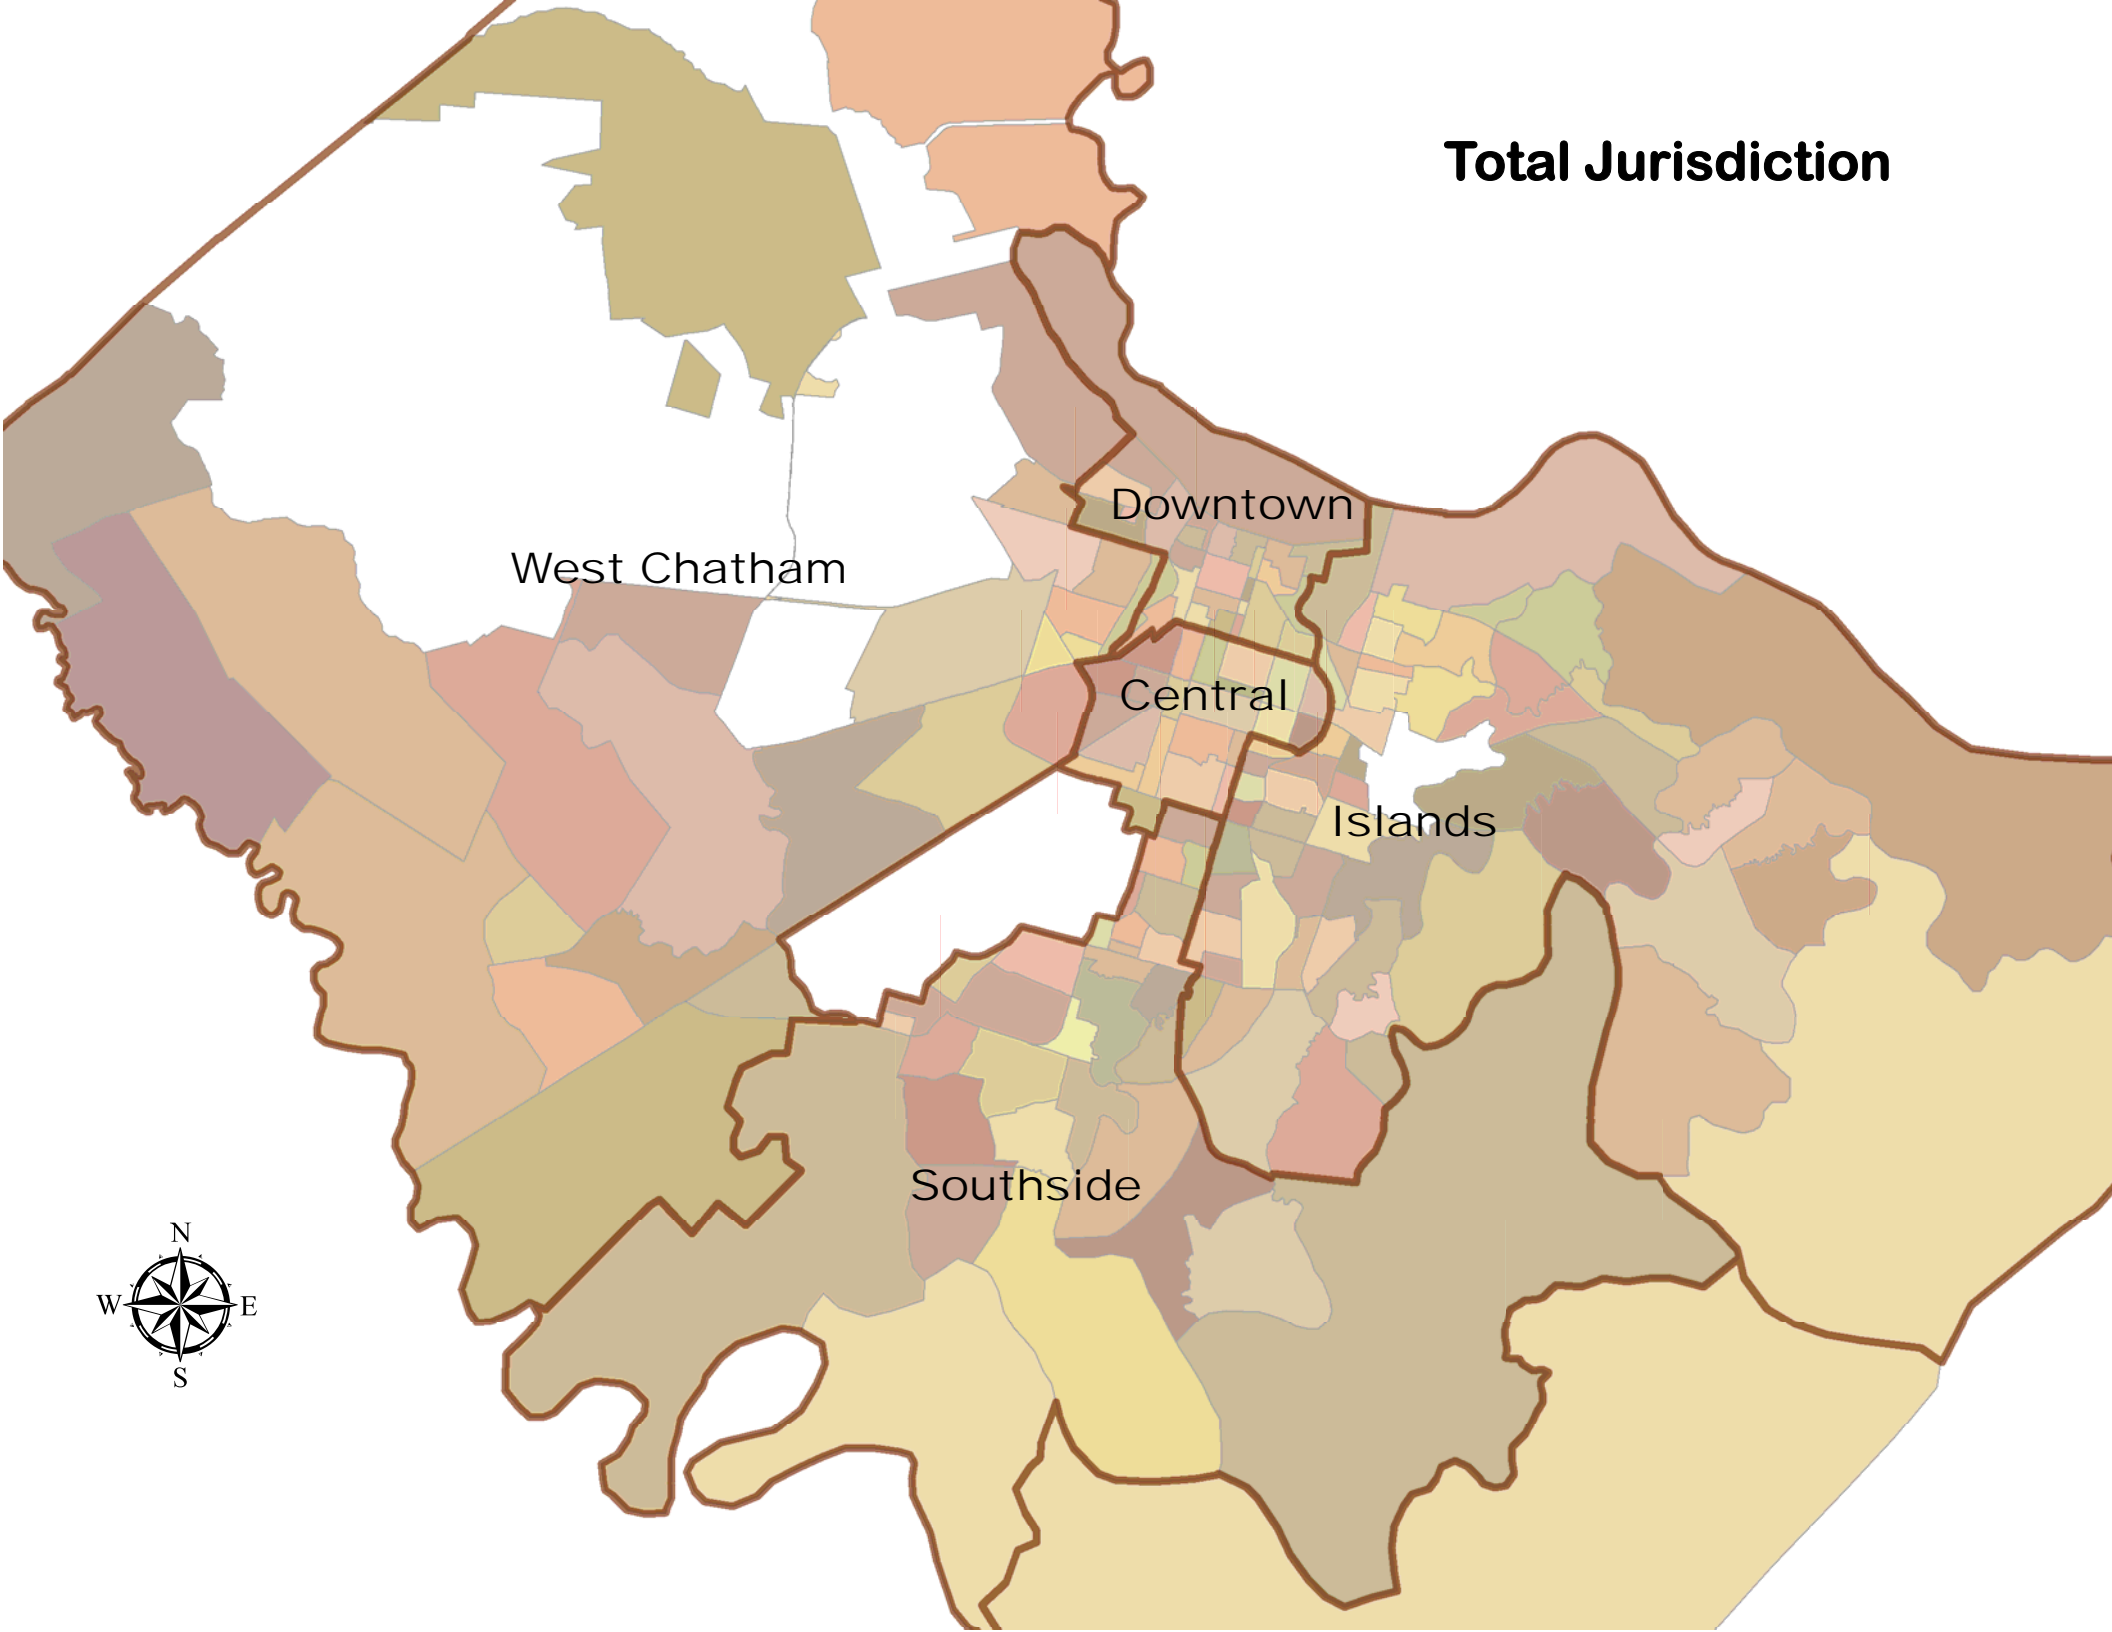 Total Jurisdiction
Downtown
West Chatham
Central
Islands
Southside
N
W E
S